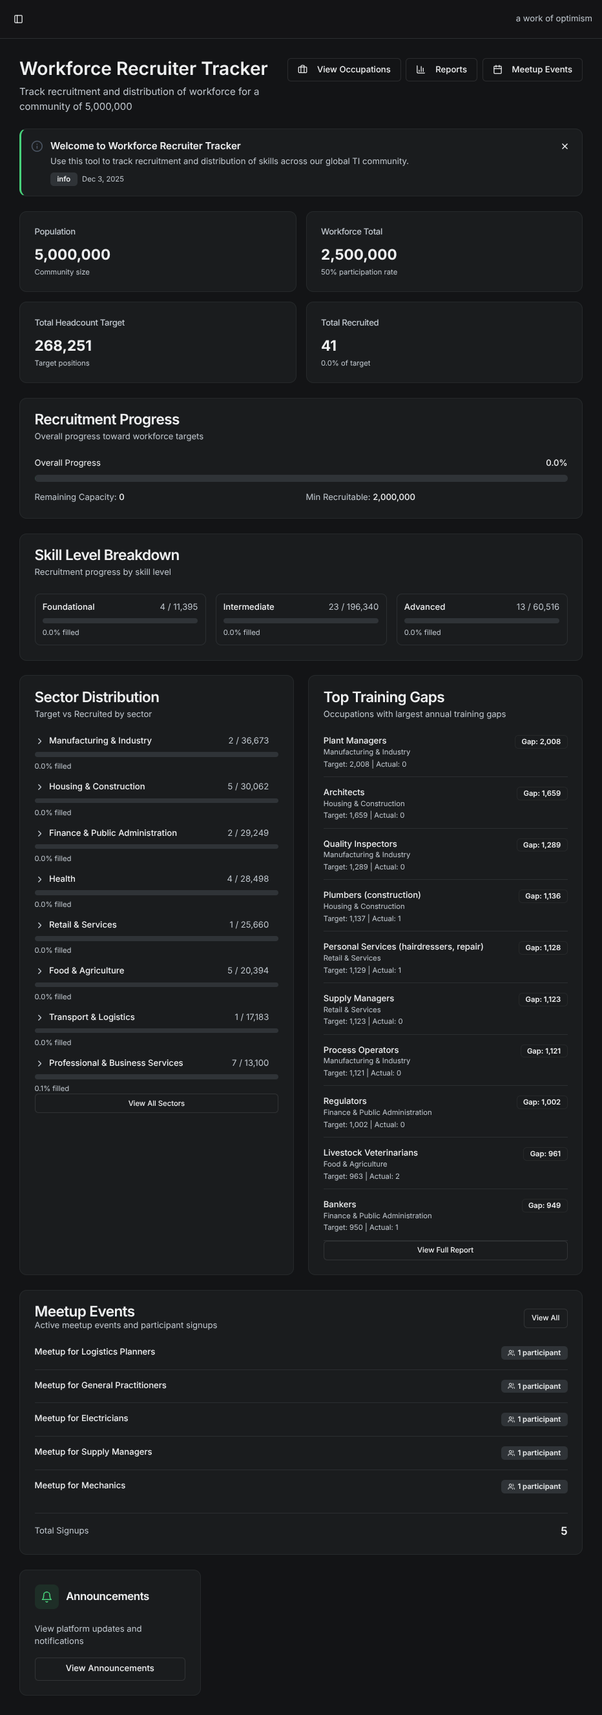 a work of optimism
Workforce Recruiter Tracker
Track recruitment and distribution of workforce for a
community of 5,000,000
View Occupations
Reports
Meetup Events
Welcome to Workforce Recruiter Tracker
Use this tool to track recruitment and distribution of skills across our global TI community.
info Dec 3, 2025
Population
5,000,000
Community size
Workforce Total
2,500,000
50% participation rate
Total Headcount Target
268,251
Target positions
Total Recruited
41
0.0% of target
Recruitment Progress
Overall progress toward workforce targets
Overall Progress 0.0%
Remaining Capacity: 0 Min Recruitable: 2,000,000
Skill Level Breakdown
Recruitment progress by skill level
Foundational 4 / 11,395
0.0% filled
Intermediate 23 / 196,340
0.0% filled
Advanced 13 / 60,516
0.0% filled
Sector Distribution
Target vs Recruited by sector
Manufacturing & Industry 2 / 36,673
0.0% filled
Housing & Construction 5 / 30,062
0.0% filled
Finance & Public Administration 2 / 29,249
0.0% filled
Health 4 / 28,498
0.0% filled
Retail & Services 1 / 25,660
0.0% filled
Food & Agriculture 5 / 20,394
0.0% filled
Transport & Logistics 1 / 17,183
0.0% filled
Professional & Business Services 7 / 13,100
0.1% filled
View All Sectors
Top Training Gaps
Occupations with largest annual training gaps
Plant Managers Gap: 2,008
Manufacturing & Industry
Target: 2,008 | Actual: 0
Architects Gap: 1,659
Housing & Construction
Target: 1,659 | Actual: 0
Quality Inspectors Gap: 1,289
Manufacturing & Industry
Target: 1,289 | Actual: 0
Plumbers (construction) Gap: 1,136
Housing & Construction
Target: 1,137 | Actual: 1
Personal Services (hairdressers, repair) Gap: 1,128
Retail & Services
Target: 1,129 | Actual: 1
Supply Managers Gap: 1,123
Retail & Services
Target: 1,123 | Actual: 0
Process Operators Gap: 1,121
Manufacturing & Industry
Target: 1,121 | Actual: 0
Regulators Gap: 1,002
Finance & Public Administration
Target: 1,002 | Actual: 0
Livestock Veterinarians Gap: 961
Food & Agriculture
Target: 963 | Actual: 2
Bankers Gap: 949
Finance & Public Administration
Target: 950 | Actual: 1
View Full Report
Meetup Events
Active meetup events and participant signups
View All
Meetup for Logistics Planners 1 participant
Meetup for General Practitioners 1 participant
Meetup for Electricians 1 participant
Meetup for Supply Managers 1 participant
Meetup for Mechanics 1 participant
Total Signups 5
Announcements
View platform updates and
notifications
View Announcements